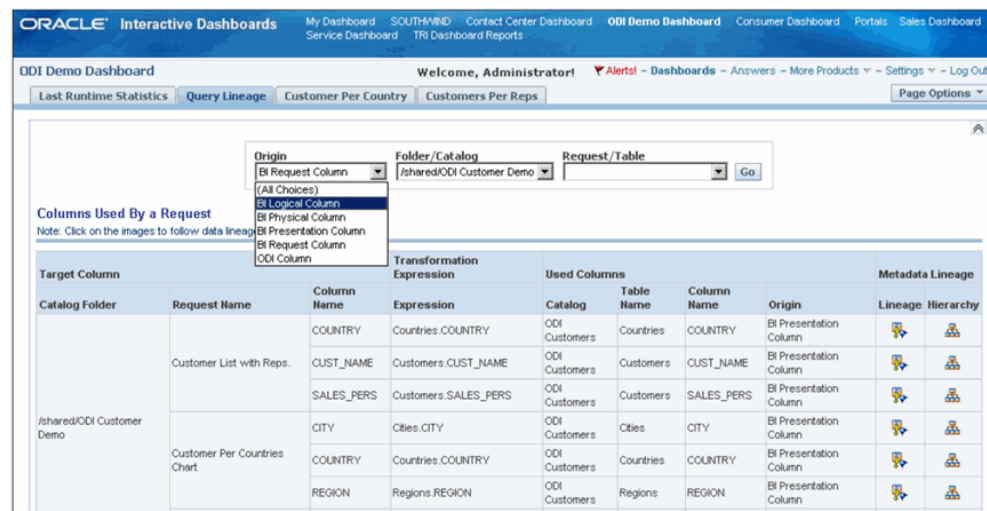 ORACLE Interactive Dashboards
My Dashboard SOUTHWIND Contact Center Dashboard ODI Demo Dashboard Consumer Dashboard Portals Sales Dashboard
Service Dashboard TRI Dashboard Reports
ODI Demo Dashboard Welcome, Administrator! Alerts! - Dashboards - Answers - More Products - Settings - Log Out
Last Runtime Statistics Query Lineage Customer Per Country Customers Per Reps Page Options
Origin Folder/Catalog Request/Table
BI Request Column /shared/ODI Customer Demo Go
(All Choices)
BI Logical Column
BI Physical Column
BI Presentation Column
BI Request Column
ODI Column
Columns Used By a Request
Note: Click on the images to follow data lineag
Target Column Transformation Expression Used Columns Metadata Lineage
Catalog Folder Request Name Column Name Expression Catalog Table Name Column Name Origin Lineage Hierarchy
/shared/ODI Customer Demo
Customer List with Reps.
COUNTRY Countries.COUNTRY ODI Customers Countries COUNTRY BI Presentation Column
CUST_NAME Customers.CUST_NAME ODI Customers Customers CUST_NAME BI Presentation Column
SALES_PERS Customers.SALES_PERS ODI Customers Customers SALES_PERS BI Presentation Column
Customer Per Countries Chart
CITY Cities.CITY ODI Customers Cities CITY BI Presentation Column
COUNTRY Countries.COUNTRY ODI Customers Countries COUNTRY BI Presentation Column
REGION Regions.REGION ODI Customers Regions REGION BI Presentation Column